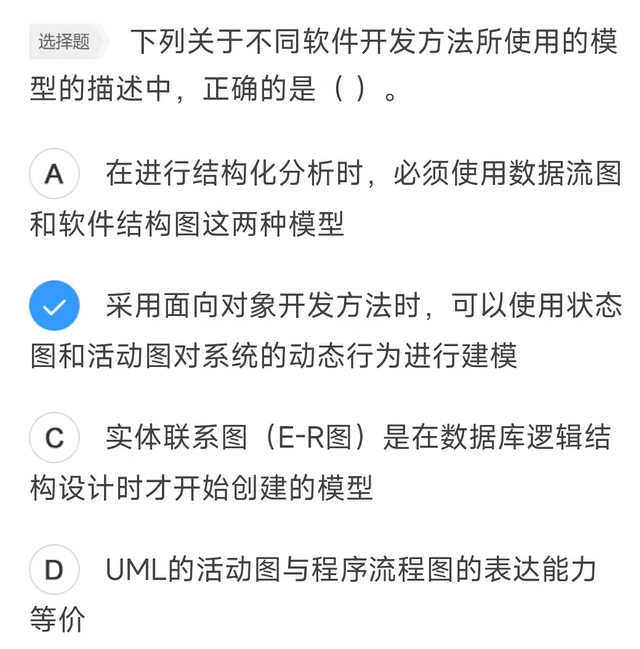 选择题 下列关于不同软件开发方法所使用的模
型的描述中，正确的是（ ）。
A 在进行结构化分析时，必须使用数据流图
和软件结构图这两种模型
采用面向对象开发方法时，可以使用状态
图和活动图对系统的动态行为进行建模
C 实体联系图（E-R图）是在数据库逻辑结
构设计时才开始创建的模型
D UML的活动图与程序流程图的表达能力
等价